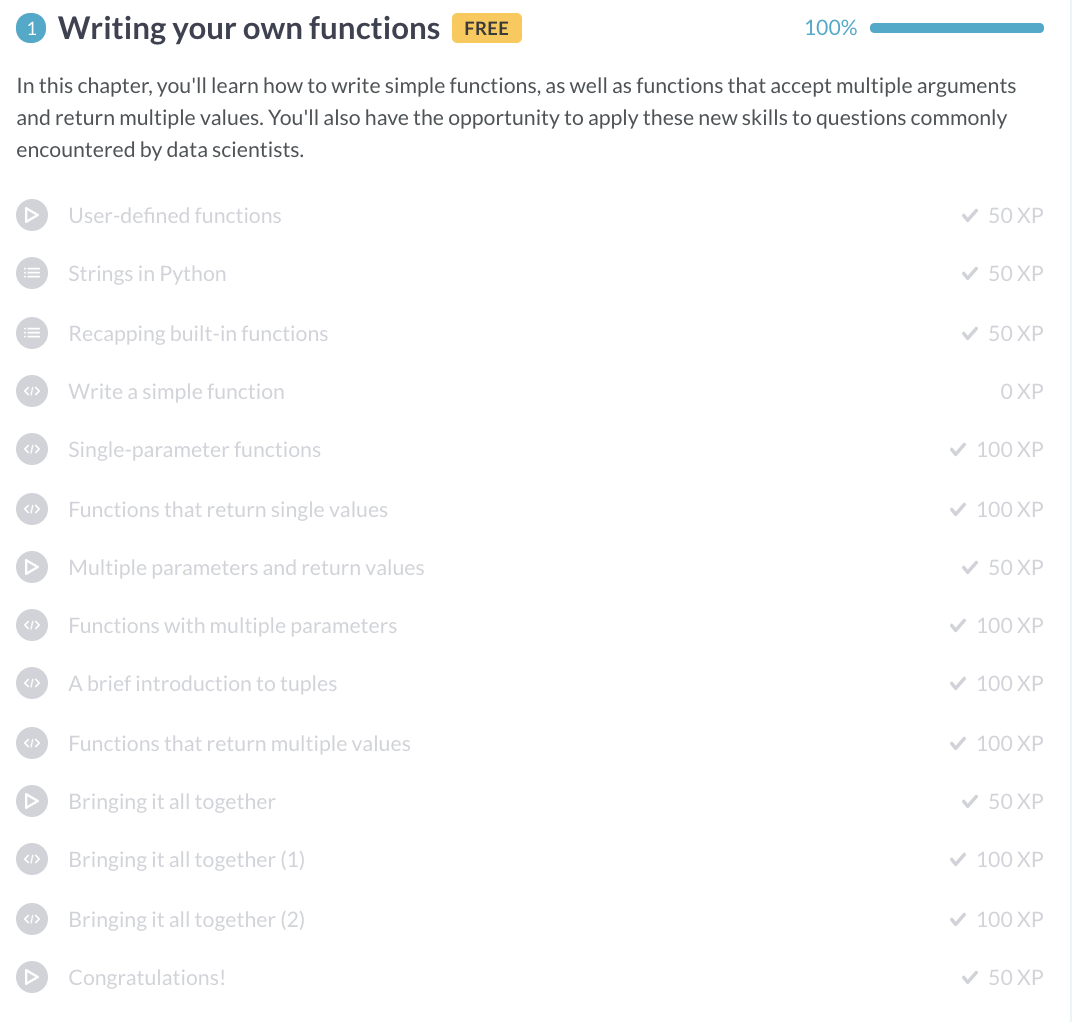 1 Writing your own functions FREE 100%
In this chapter, you'll learn how to write simple functions, as well as functions that accept multiple arguments
and return multiple values. You'll also have the opportunity to apply these new skills to questions commonly
encountered by data scientists.
User-defined functions 50 XP
Strings in Python 50 XP
Recapping built-in functions 50 XP
Write a simple function 0 XP
Single-parameter functions 100 XP
Functions that return single values 100 XP
Multiple parameters and return values 50 XP
Functions with multiple parameters 100 XP
A brief introduction to tuples 100 XP
Functions that return multiple values 100 XP
Bringing it all together 50 XP
Bringing it all together (1) 100 XP
Bringing it all together (2) 100 XP
Congratulations! 50 XP